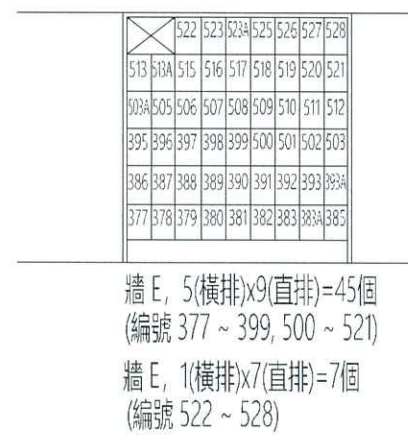 522 523 523A 525 526 527 528
513 513A 515 516 517 518 519 520 521
503A 505 506 507 508 509 510 511 512
395 396 397 398 399 500 501 502 503
386 387 388 389 390 391 392 393 393A
377 378 379 380 381 382 383 383A 385
牆 E, 5(橫排)x9(直排)=45個
(編號 377 ~ 399, 500 ~ 521)
牆 E, 1(橫排)x7(直排)=7個
(編號 522 ~ 528)